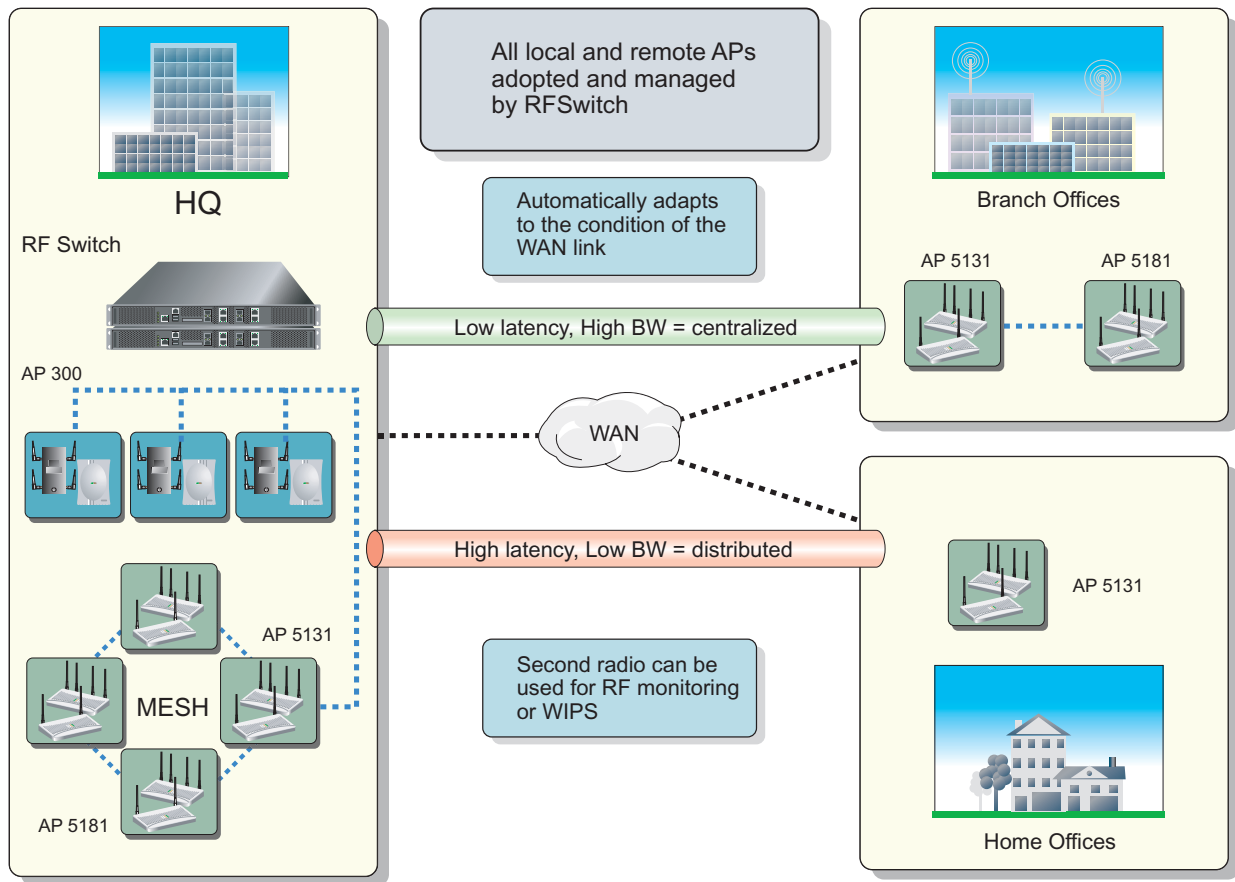 HQ
RF Switch
AP 300
AP 5131
MESH
AP 5181
All local and remote APs
adopted and managed
by RFSwitch
Automatically adapts
to the condition of the
WAN link
Low latency, High BW = centralized
WAN
High latency, Low BW = distributed
Second radio can be
used for RF monitoring
or WIPS
Branch Offices
AP 5131
AP 5181
AP 5131
Home Offices